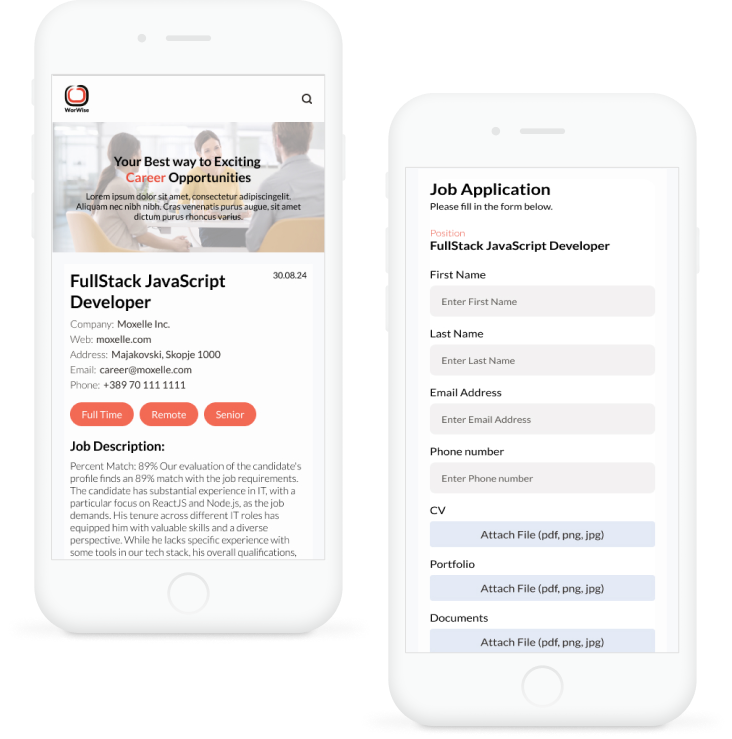 WorWise
Your Best way to Exciting
Career Opportunities
Lorem ipsum dolor sit amet, consectetur adipiscingelit.
Aliquam nec nibh nibh. Cras venenatis purus augue, sit amet
dictum purus rhoncus varius.
FullStack JavaScript
Developer
30.08.24
Company: Moxelle Inc.
Web: moxelle.com
Address: Majakovski, Skopje 1000
Email: career@moxelle.com
Phone: +389 70 111 1111
Full Time
Remote
Senior
Job Description:
Percent Match: 89% Our evaluation of the candidate's
profile finds an 89% match with the job requirements.
The candidate has substantial experience in IT, with a
particular focus on ReactJS and Node.js, as the job
demands. His tenure across different IT roles has
equipped him with valuable skills and a diverse
perspective. While he lacks specific experience with
some tools in our tech stack, his overall qualifications,
Job Application
Please fill in the form below.
Position
FullStack JavaScript Developer
First Name
Enter First Name
Last Name
Enter Last Name
Email Address
Enter Email Address
Phone number
Enter Phone number
CV
Attach File (pdf, png, jpg)
Portfolio
Attach File (pdf, png, jpg)
Documents
Attach File (pdf, png, jpg)